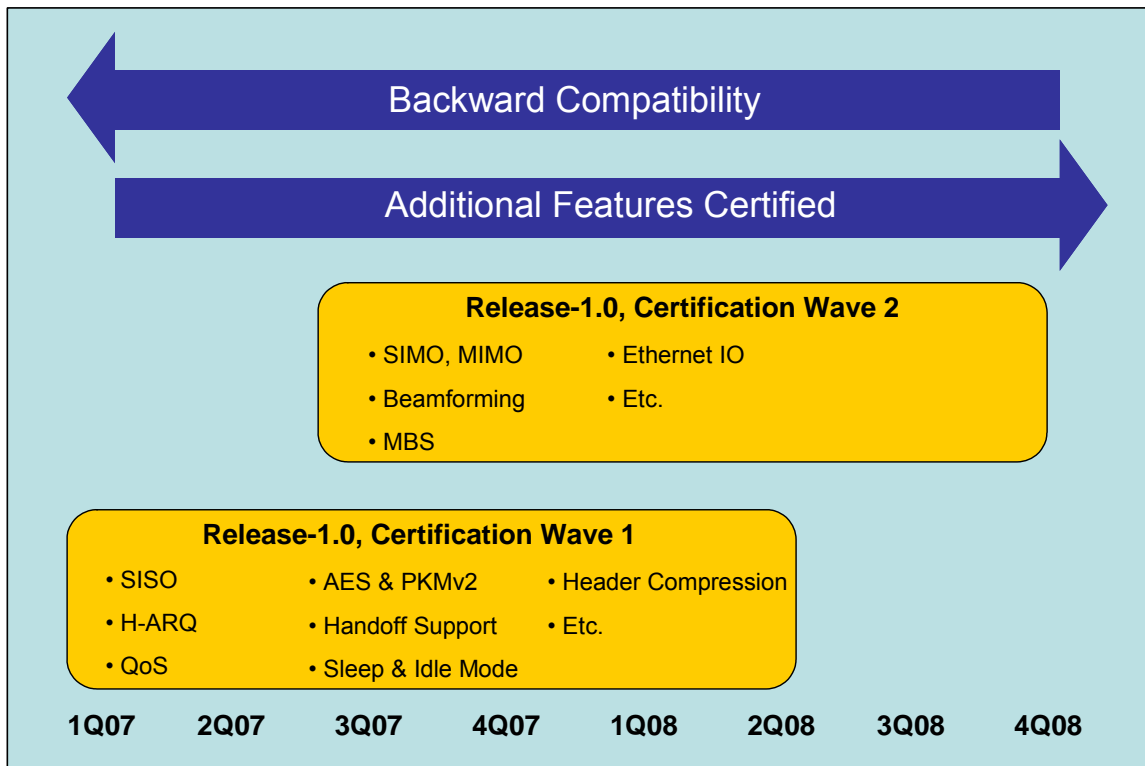 Backward Compatibility
Additional Features Certified
Release-1.0, Certification Wave 2
• SIMO, MIMO
• Beamforming
• MBS
• Ethernet IO
• Etc.
Release-1.0, Certification Wave 1
• SISO
• H-ARQ
• QoS
• AES & PKMv2
• Handoff Support
• Sleep & Idle Mode
• Header Compression
• Etc.
1Q07 2Q07 3Q07 4Q07 1Q08 2Q08 3Q08 4Q08